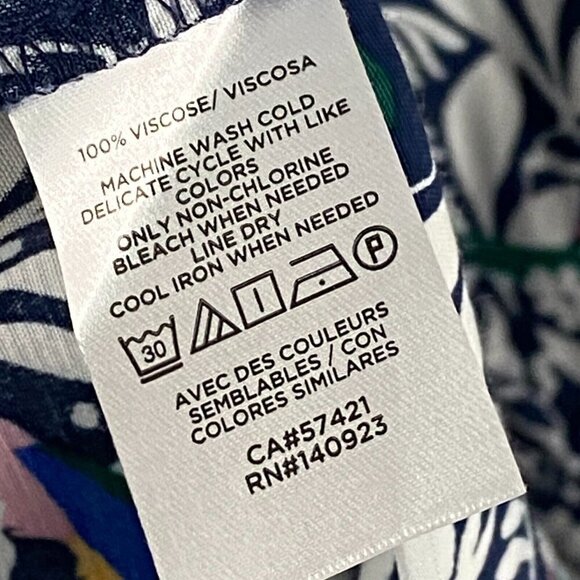 100% VISCOSE/ VISCOSA
MACHINE WASH COLD
DELICATE CYCLE WITH LIKE
COLORS
ONLY NON-CHLORINE
BLEACH WHEN NEEDED
LINE DRY
COOL IRON WHEN NEEDED
30 P
AVEC DES COULEURS
SEMBLABLES / CON
COLORES SIMILARES
CA#57421
RN#140923